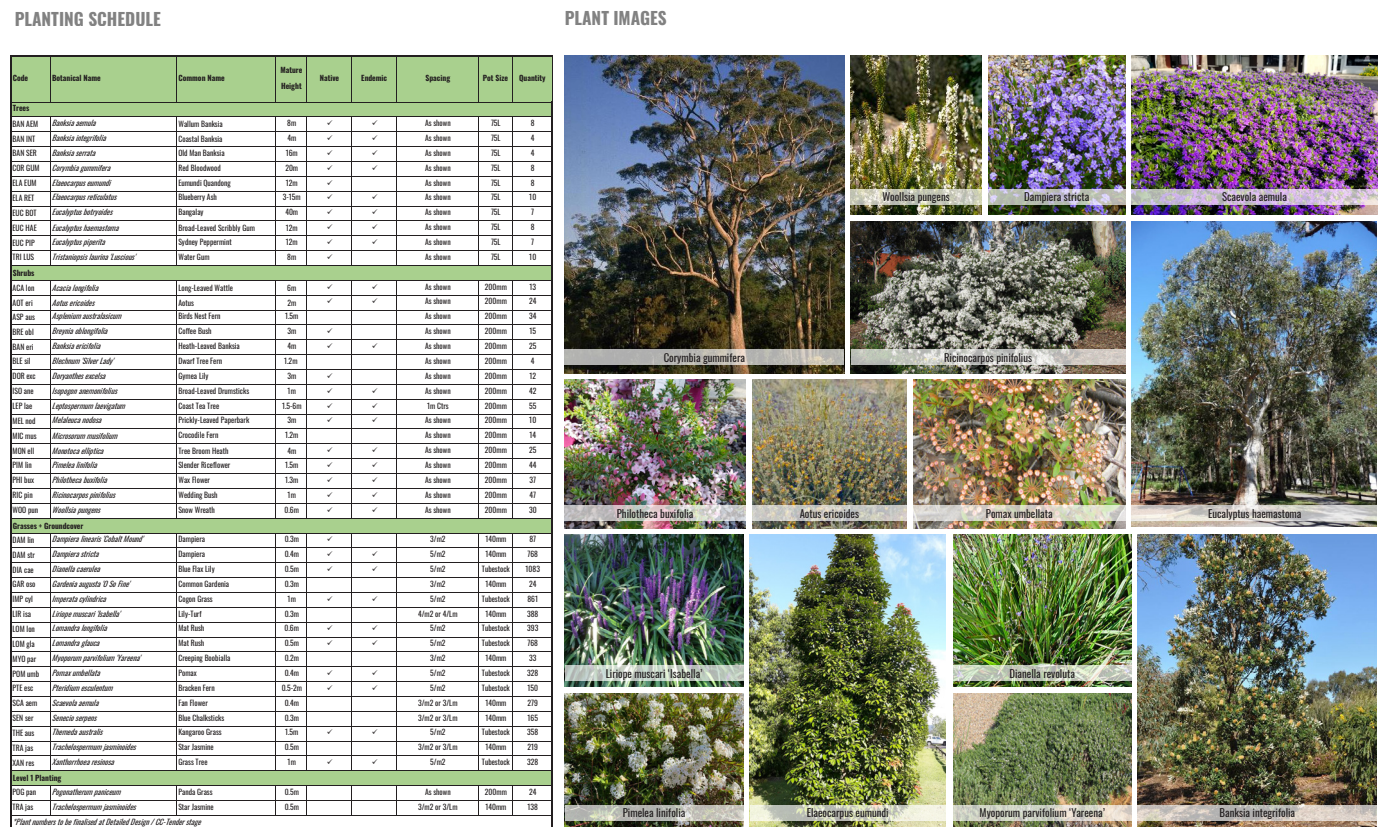 PLANTING SCHEDULE
PLANT IMAGES
Code Botanical Name Common Name Mature Height Native Endemic Spacing Pot Size Quantity
Trees
BAN AEM Banksia aemula Wallum Banksia 8m ✓ ✓ As shown 75L 8
BAN INT Banksia integrifolia Coastal Banksia 4m ✓ ✓ As shown 75L 4
BAN SER Banksia serrata Old Man Banksia 16m ✓ ✓ As shown 75L 4
COR GUM Corymbia gummifera Red Bloodwood 20m ✓ ✓ As shown 75L 8
ELA EUM Elaeocarpus eumundi Eumundi Quandong 12m ✓ As shown 75L 8
ELA RET Elaeocarpus reticulatus Blueberry Ash 3-15m ✓ ✓ As shown 75L 10
EUC BOT Eucalyptus botryoides Bangalay 40m ✓ ✓ As shown 75L 7
EUC HAE Eucalyptus haemastoma Broad-Leaved Scribbly Gum 12m ✓ ✓ As shown 75L 8
EUC PIP Eucalyptus piperita Sydney Peppermint 12m ✓ ✓ As shown 75L 7
TRI LUS Tristaniopsis laurina 'Luscious' Water Gum 8m ✓ As shown 75L 10
Shrubs
ACA lon Acacia longifolia Long-Leaved Wattle 6m ✓ ✓ As shown 200mm 13
AOT eri Aotus ericoides Aotus 2m ✓ ✓ As shown 200mm 24
ASP aus Asplenium australasicum Birds Nest Fern 1.5m As shown 200mm 34
BRE obl Breynia oblongifolia Coffee Bush 3m ✓ As shown 200mm 15
BAN eri Banksia ericifolia Heath-Leaved Banksia 4m ✓ ✓ As shown 200mm 25
BLE sil Blechnum 'Silver Lady' Dwarf Tree Fern 1.2m As shown 200mm 4
DOR exc Doryanthes excelsa Gymea Lily 3m ✓ As shown 200mm 12
ISO ane Isopogon anemonifolius Broad-Leaved Drumsticks 1m ✓ ✓ As shown 200mm 42
LEP lae Leptospermum laevigatum Coast Tea Tree 1.5-6m ✓ ✓ 1m Ctrs 200mm 55
MEL nod Melaleuca nodosa Prickly-Leaved Paperbark 3m ✓ ✓ As shown 200mm 10
MIC mus Microsorum musifolium Crocodile Fern 1.2m As shown 200mm 14
MON ell Monotoca elliptica Tree Broom Heath 4m ✓ ✓ As shown 200mm 25
PIM lin Pimelea linifolia Slender Riceflower 1.5m ✓ ✓ As shown 200mm 44
PHI bux Philotheca buxifolia Wax Flower 1.3m ✓ ✓ As shown 200mm 37
RIC pin Ricinocarpos pinifolius Wedding Bush 1m ✓ ✓ As shown 200mm 47
WOO pun Woollsia pungens Snow Wreath 0.6m ✓ ✓ As shown 200mm 30
Grasses + Groundcover
DAM lin Dampiera linearis 'Cobalt Mound' Dampiera 0.3m ✓ 3/m2 140mm 87
DAM str Dampiera stricta Dampiera 0.4m ✓ ✓ 5/m2 140mm 768
DIA cae Dianella caerulea Blue Flax Lily 0.5m ✓ ✓ 5/m2 Tubestock 1083
GAR oso Gardenia augusta 'O So Fine' Common Gardenia 0.3m 3/m2 140mm 24
IMP cyl Imperata cylindrica Cogon Grass 1m ✓ ✓ 5/m2 Tubestock 861
LIR isa Liriope muscari 'Isabella' Lily-Turf 0.3m 4/m2 or 4/Lm 140mm 388
LOM lon Lomandra longifolia Mat Rush 0.6m ✓ ✓ 5/m2 Tubestock 393
LOM gla Lomandra glauca Mat Rush 0.5m ✓ ✓ 5/m2 Tubestock 768
MYO par Myoporum parvifolium 'Yareena' Creeping Boobialla 0.2m 3/m2 140mm 33
POM umb Pomax umbellata Pomax 0.4m ✓ ✓ 5/m2 Tubestock 328
PTE esc Pteridium esculentum Bracken Fern 0.5-2m ✓ ✓ 5/m2 Tubestock 150
SCA aem Scaevola aemula Fan Flower 0.4m 3/m2 or 3/Lm 140mm 279
SEN ser Senecio serpens Blue Chalksticks 0.3m 3/m2 or 3/Lm 140mm 165
THE aus Themeda australis Kangaroo Grass 1.5m ✓ ✓ 5/m2 Tubestock 358
TRA jas Trachelospermum jasminoides Star Jasmine 0.5m 3/m2 or 3/Lm 140mm 219
XAN res Xanthorrhoea resinosa Grass Tree 1m ✓ ✓ 5/m2 Tubestock 328
Level 1 Planting
POG pan Pogonatherum paniceum Panda Grass 0.5m As shown 200mm 24
TRA jas Trachelospermum jasminoides Star Jasmine 0.5m 3/m2 or 3/Lm 140mm 138
*Plant numbers to be finalised at Detailed Design / CC-Tender stage
Woollsia pungens
Dampiera stricta
Scaevola aemula
Corymbia gummifera
Ricinocarpos pinifolius
Philotheca buxifolia
Aotus ericoides
Pomax umbellata
Eucalyptus haemastoma
Liriope muscari 'Isabella'
Dianella revoluta
Pimelea linifolia
Elaeocarpus eumundi
Myoporum parvifolium 'Yareena'
Banksia integrifolia